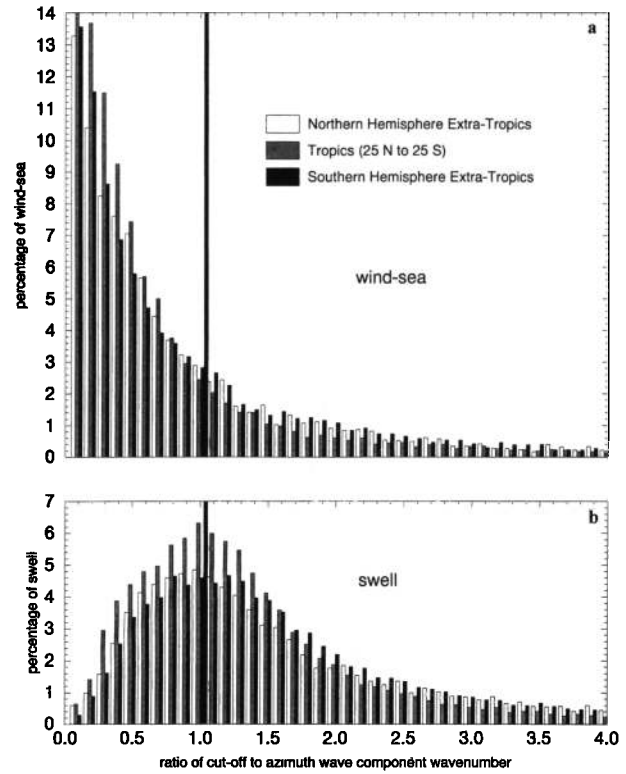 14
13
12
11
10
9
8
7
6
5
4
3
2
1
0
percentage of wind-sea
a
Northern Hemisphere Extra-Tropics
Tropics (25 N to 25 S)
Southern Hemisphere Extra-Tropics
wind-sea
7
6
5
4
3
2
1
0
percentage of swell
b
swell
0.0 0.5 1.0 1.5 2.0 2.5 3.0 3.5 4.0
ratio of cut-off to azimuth wave component wavenumber